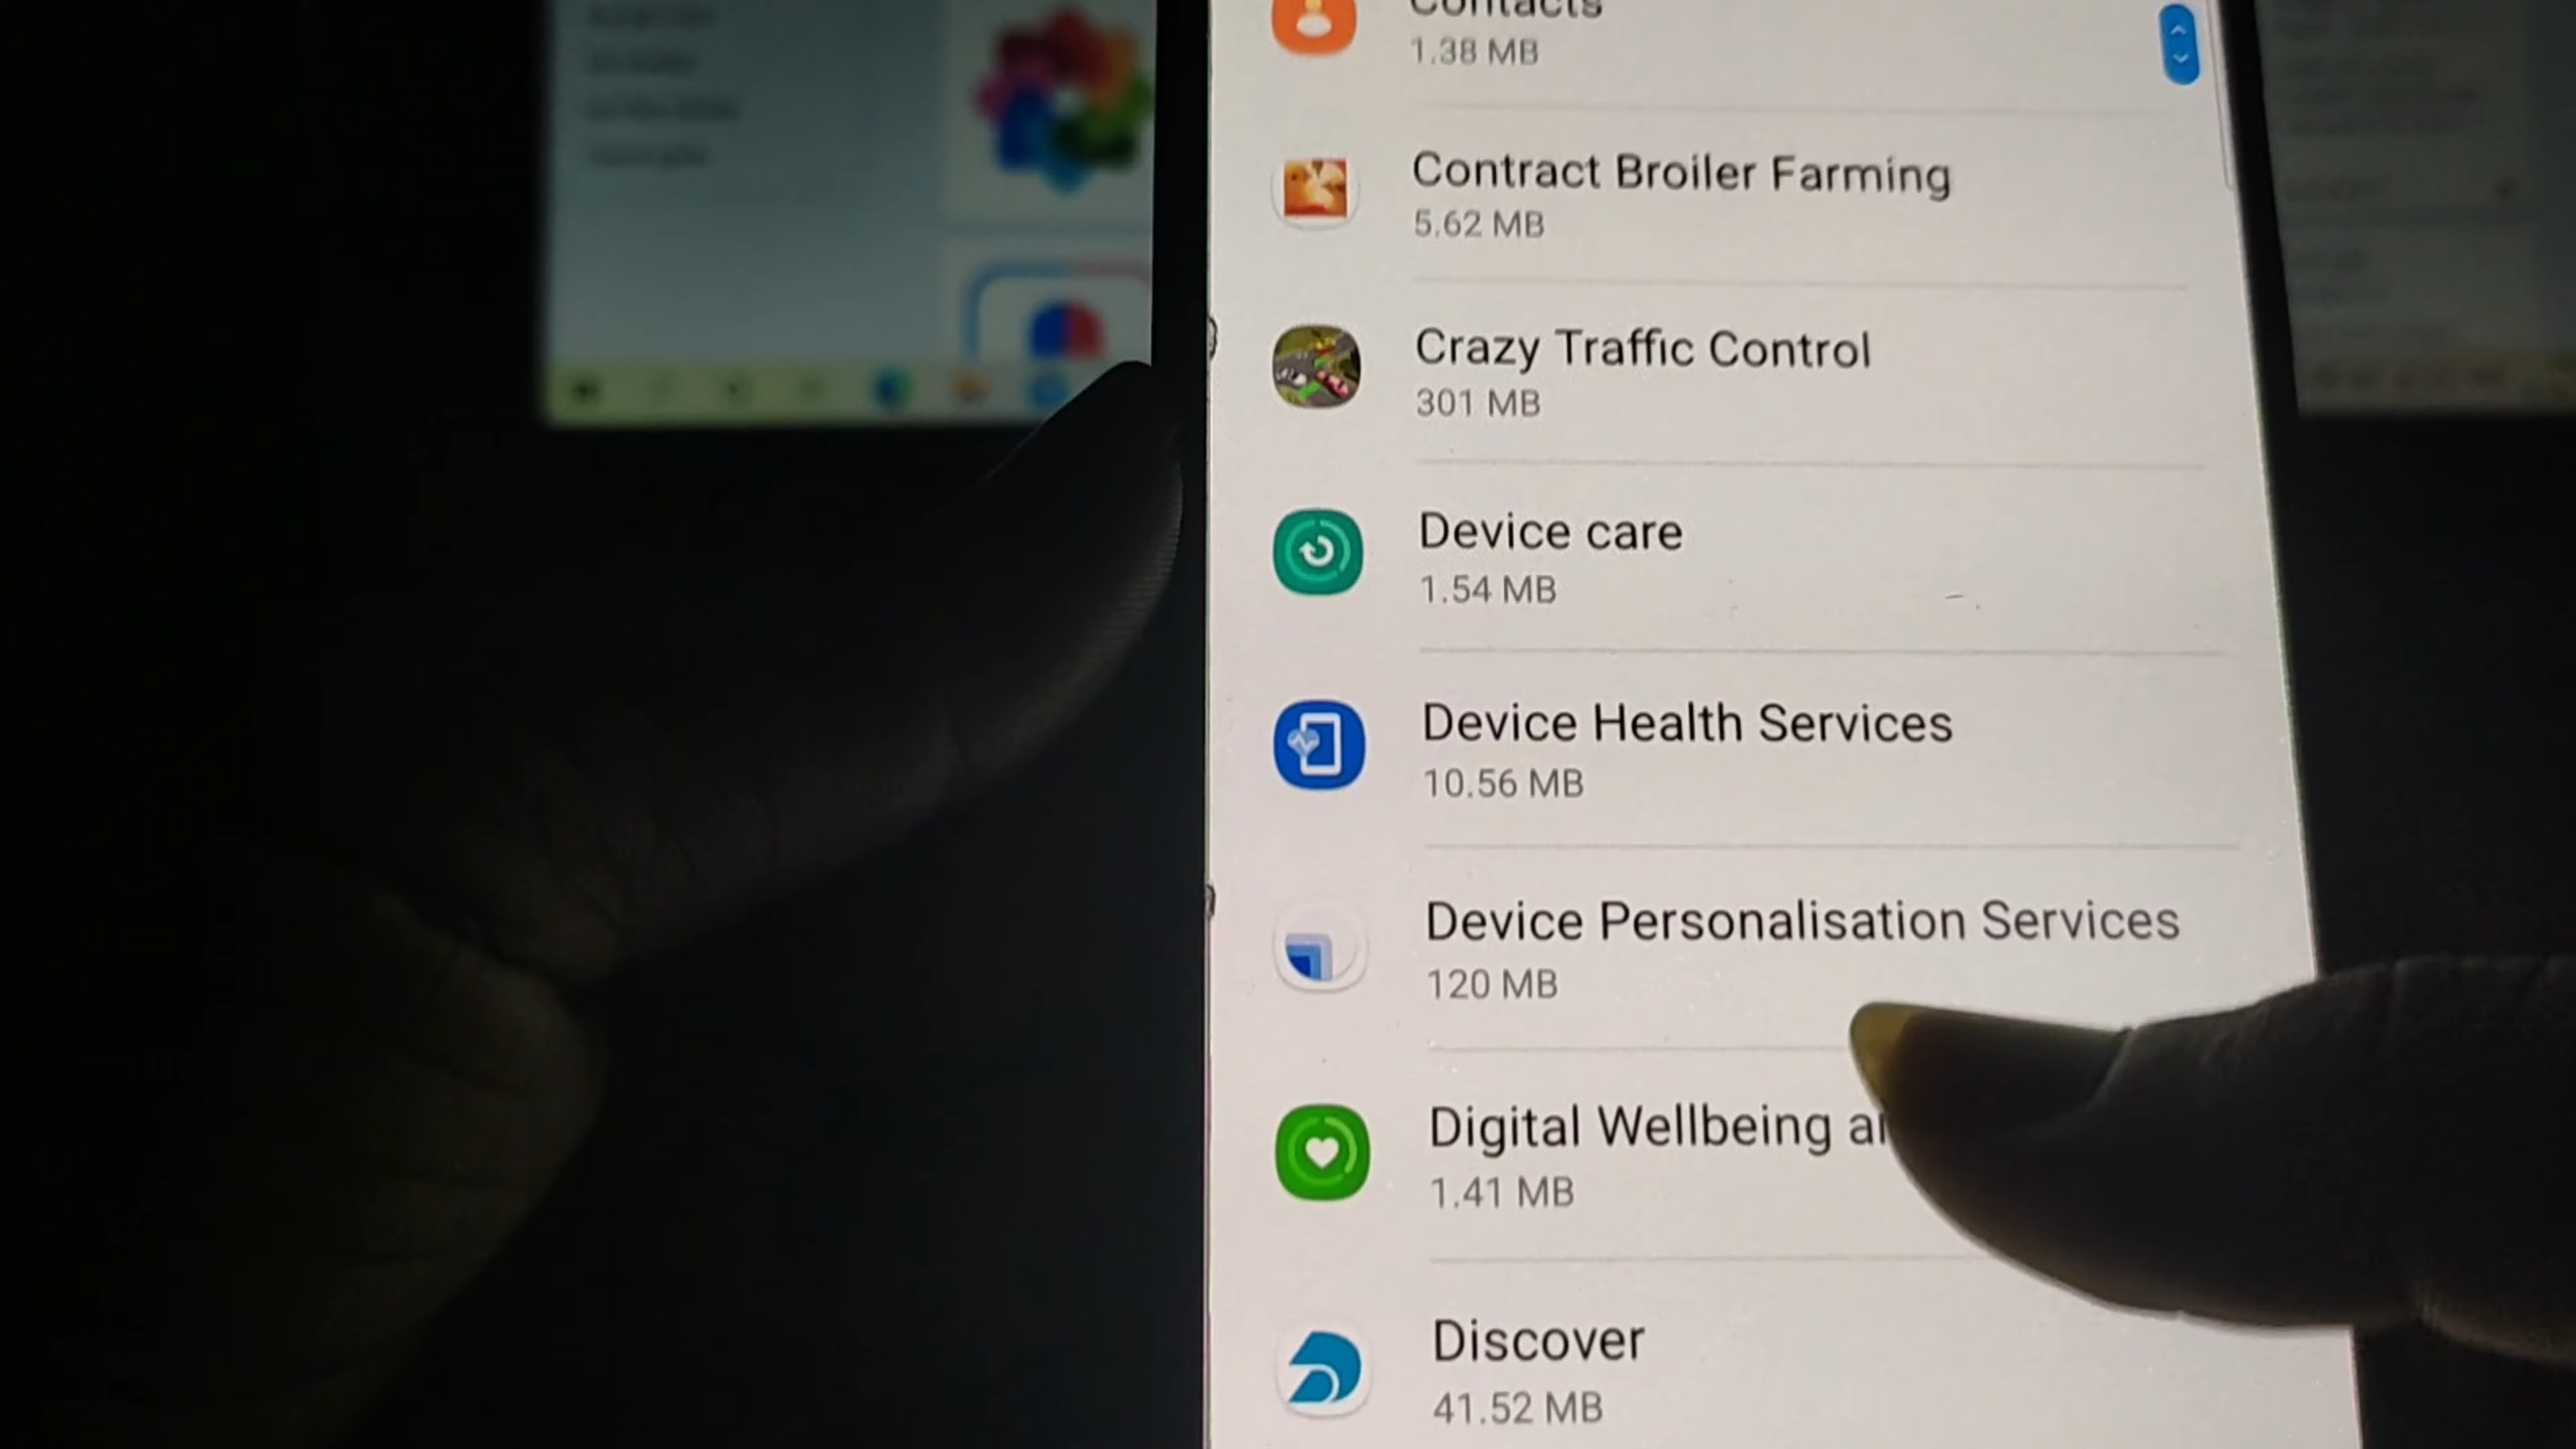 Contacts
1.38 MB
Contract Broiler Farming
5.62 MB
Crazy Traffic Control
301 MB
Device care
1.54 MB
Device Health Services
10.56 MB
Device Personalisation Services
120 MB
Digital Wellbeing
1.41 MB
Discover
41.52 MB